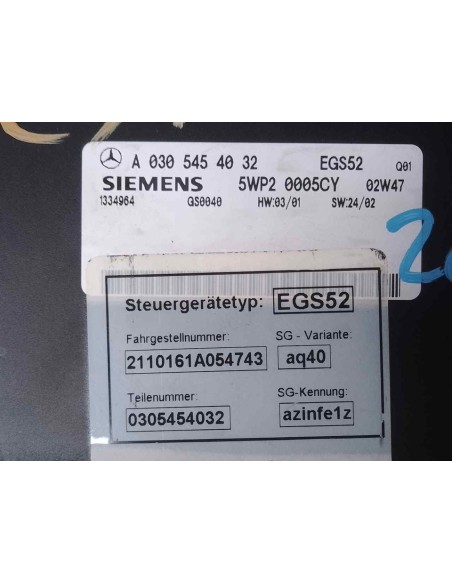 A 030 545 40 32 EGS52 Q01
SIEMENS 5WP2 0005CY 02W47
1334964 GS0040 HW:03/01 SW:24/02
Steuergerätetyp: EGS52
Fahrgestellnummer: SG - Variante:
2110161A054743 aq40
Teilenummer: SG-Kennung:
0305454032 azinfe1z